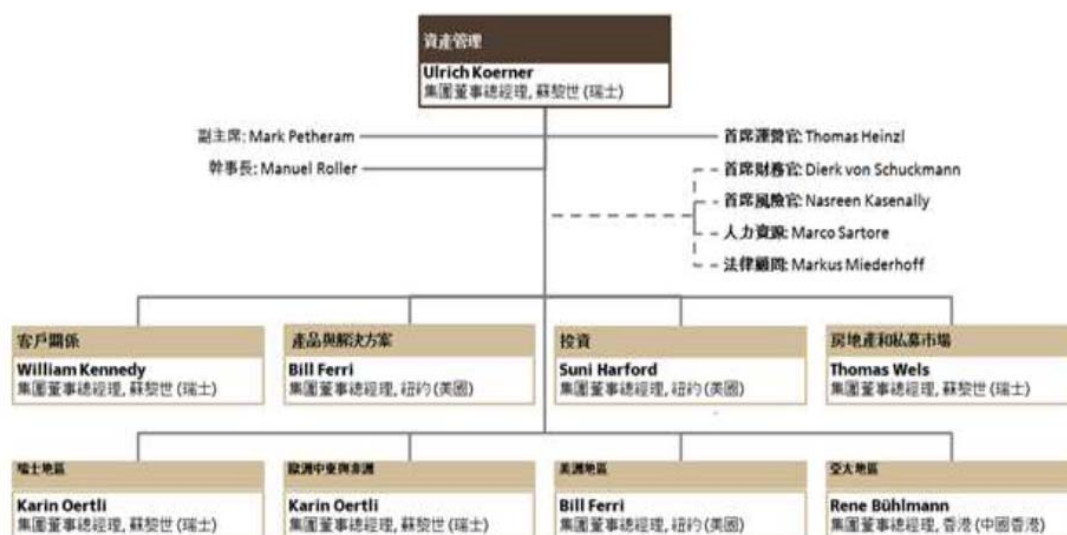 資產管理
Ulrich Koerner
集團董事總經理, 蘇黎世 (瑞士)
副主席: Mark Petheram
首席運營官: Thomas Heinzl
幹事長: Manuel Roller
首席財務官: Dierk von Schuckmann
首席風險官: Nasreen Kasenally
人力資源: Marco Sartore
法律顧問: Markus Miederhoff
客戶關係
William Kennedy
集團董事總經理, 蘇黎世 (瑞士)
產品與解決方案
Bill Ferri
集團董事總經理, 紐約 (美國)
投資
Suni Harford
集團董事總經理, 紐約 (美國)
房地產和私募市場
Thomas Wels
集團董事總經理, 蘇黎世 (瑞士)
瑞士地區
Karin Oertli
集團董事總經理, 蘇黎世 (瑞士)
歐洲中東與非洲
Karin Oertli
集團董事總經理, 蘇黎世 (瑞士)
美洲地區
Bill Ferri
集團董事總經理, 紐約 (美國)
亞太地區
Rene Bühlmann
集團董事總經理, 香港 (中國香港)